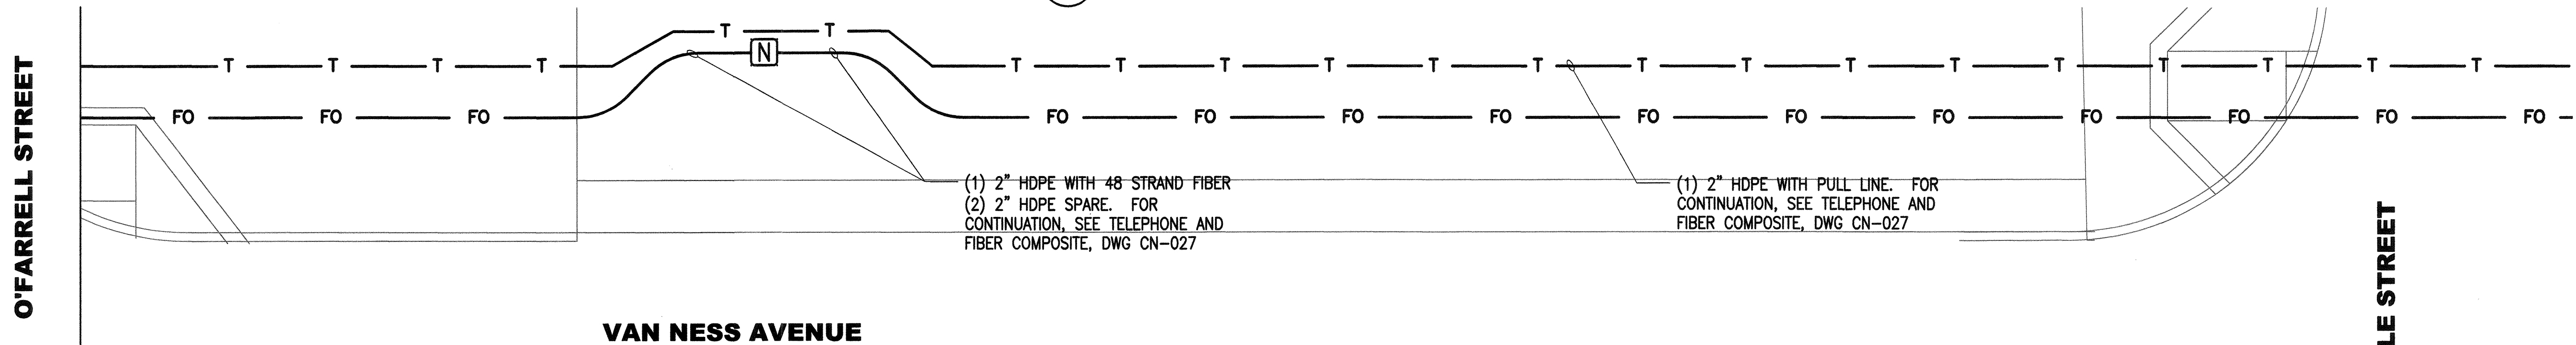 T T
T T T T N T T T T T T T T T T T T T T T
FO FO FO FO FO FO FO FO FO FO FO FO FO FO
O'FARRELL STREET
(1) 2" HDPE WITH 48 STRAND FIBER
(2) 2" HDPE SPARE. FOR
CONTINUATION, SEE TELEPHONE AND
FIBER COMPOSITE, DWG CN-027
(1) 2" HDPE WITH PULL LINE. FOR
CONTINUATION, SEE TELEPHONE AND
FIBER COMPOSITE, DWG CN-027
VAN NESS AVENUE
LE STREET